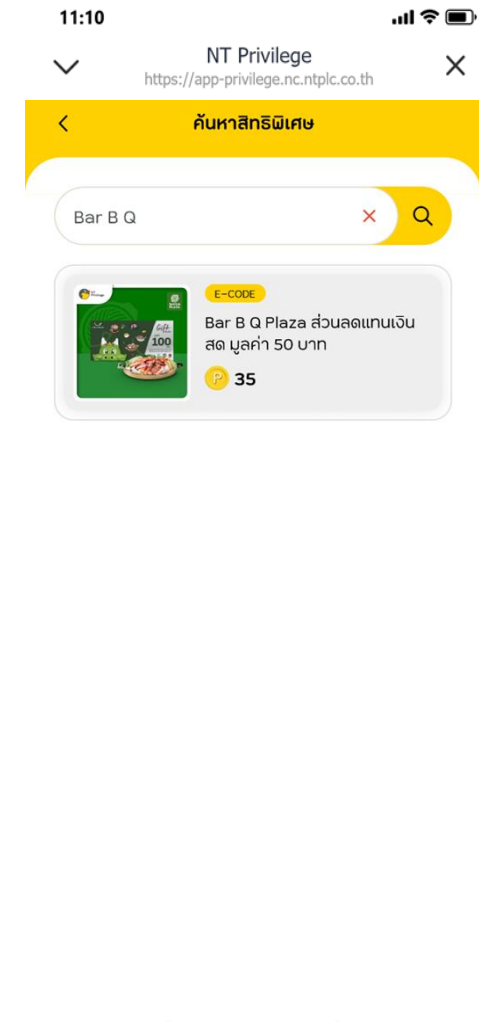 11:10
NT Privilege
https://app-privilege.nc.ntplc.co.th
ค้นหาสิทธิพิเศษ
Bar B Q
E-CODE
Bar B Q Plaza ส่วนลดแทนเงิน
สด มูลค่า 50 บาท
P 35
Gift
100